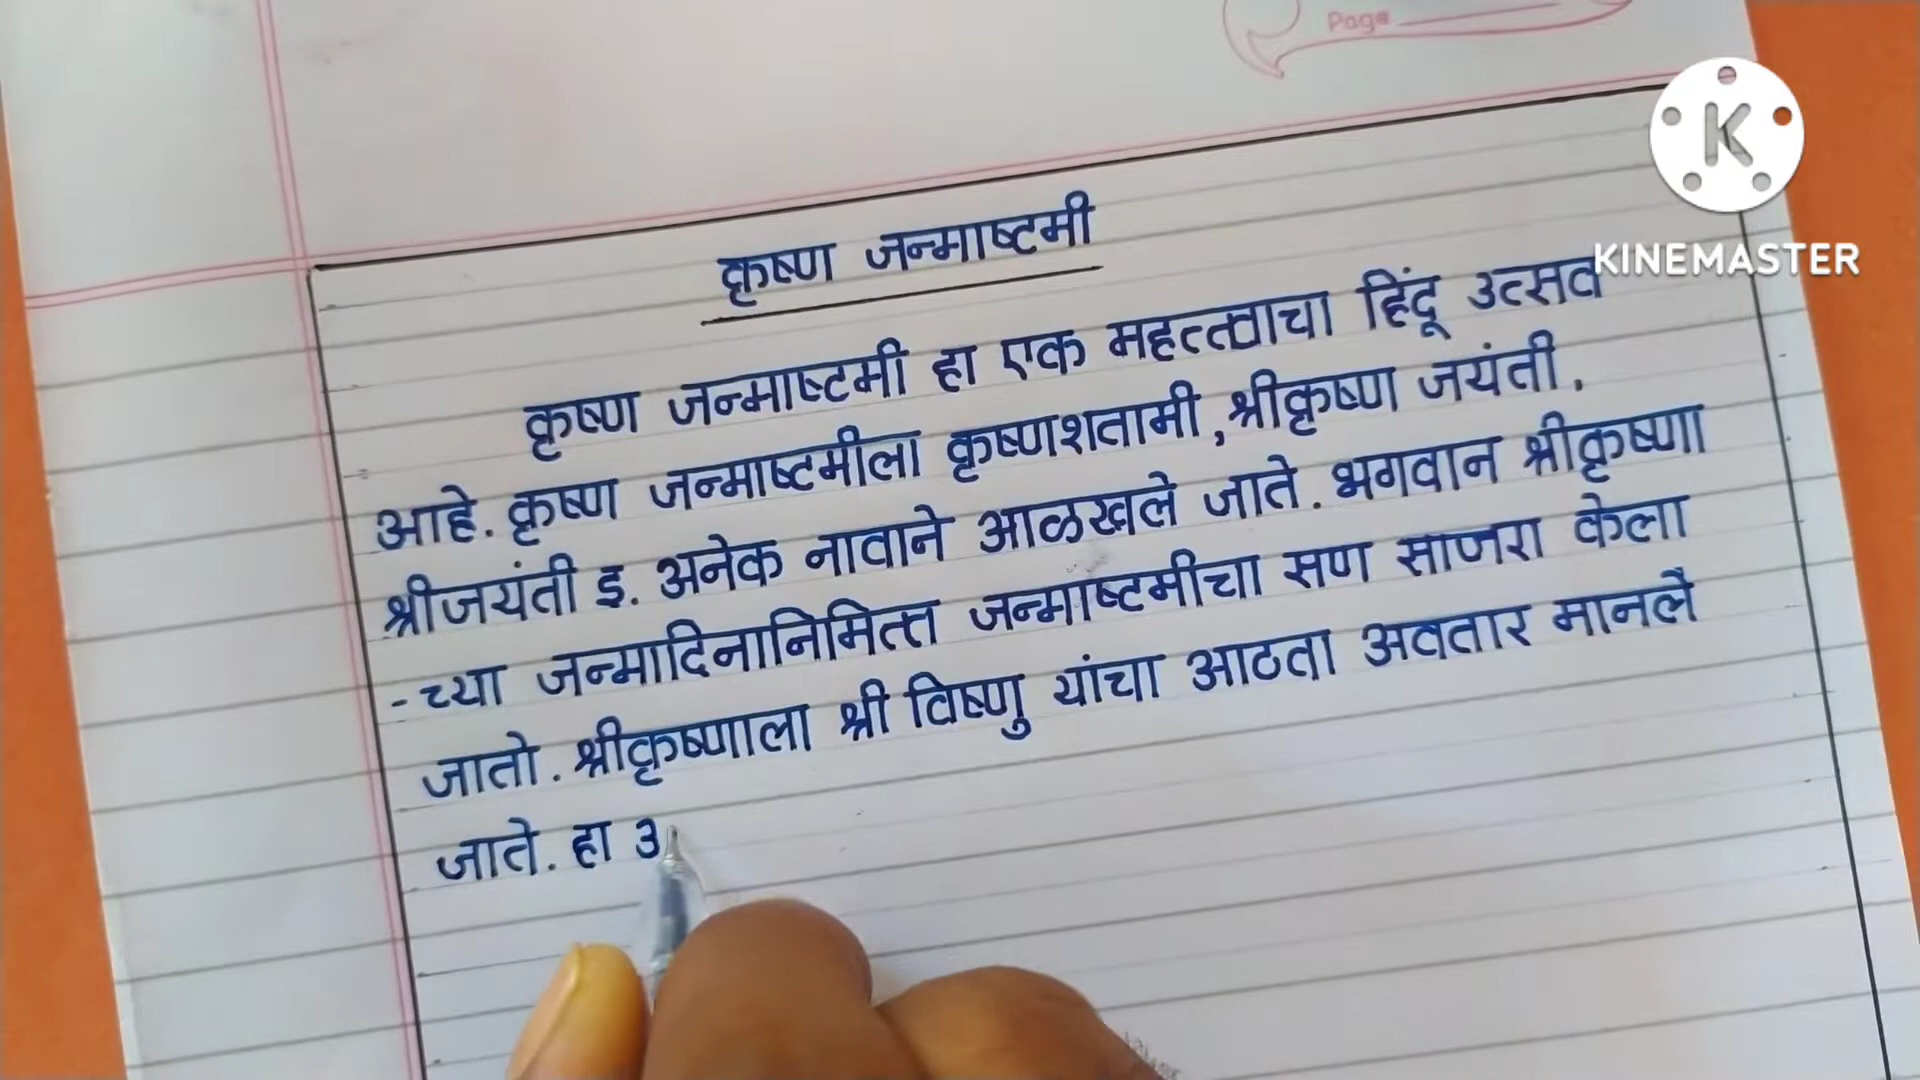 Page
K
KINEMASTER
कृष्ण जन्माष्टमी
कृष्ण जन्माष्टमी हा एक महत्त्वाचा हिंदू उत्सव
आहे. कृष्ण जन्माष्टमीला कृष्णशतामी, श्रीकृष्ण जयंती.
श्रीजयंती इ. अनेक नावाने आळखले जाते. भगवान श्रीकृष्णा
-च्या जन्मादिनानिमित्त जन्माष्टमीचा सण साजरा केला
जातो. श्रीकृष्णाला श्री विष्णु यांचा आठता अवतार मानलै
जाते. हा